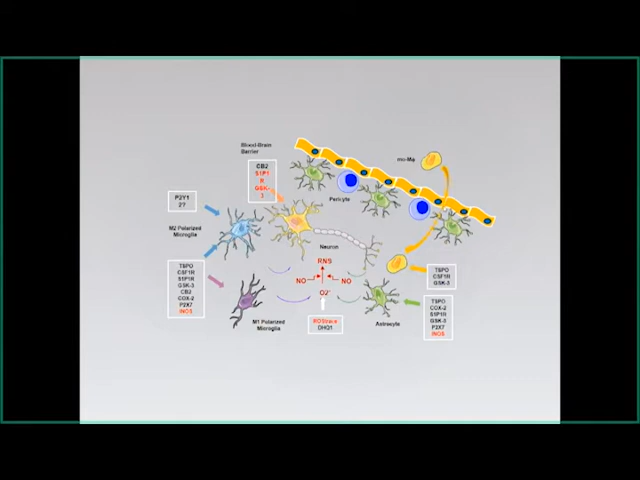 Blood-Brain
Barrier
mo-Mφ
CB2
S1P1
R
GSK-
3
P2Y1
2?
Pericyte
M2 Polarized
Microglia
Neuron
TSPO
CSF1R
S1P1R
GSK-3
CB2
COX-2
P2X7
iNOS
RNS
NO
NO
O2-
TSPO
CSF1R
GSK-3
TSPO
COX-2
S1P1R
GSK-3
P2X7
iNOS
M1 Polarized
Microglia
ROStrace
DHQ1
Astrocyte